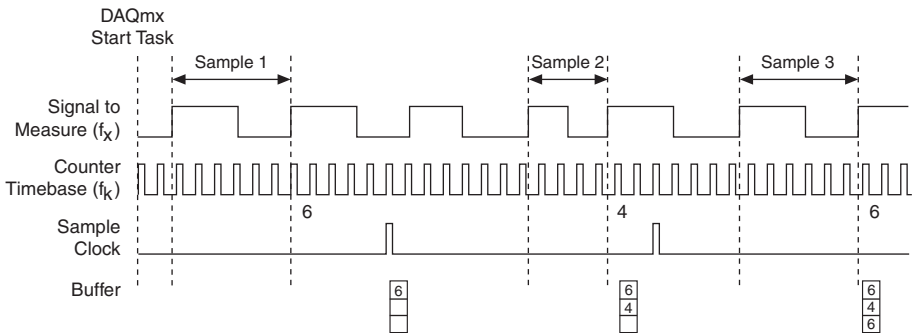 DAQmx
Start Task
Sample 1
Sample 2
Sample 3
Signal to
Measure (fx)
Counter
Timebase (fk)
6
4
6
Sample
Clock
Buffer
6
6
4
6
4
6